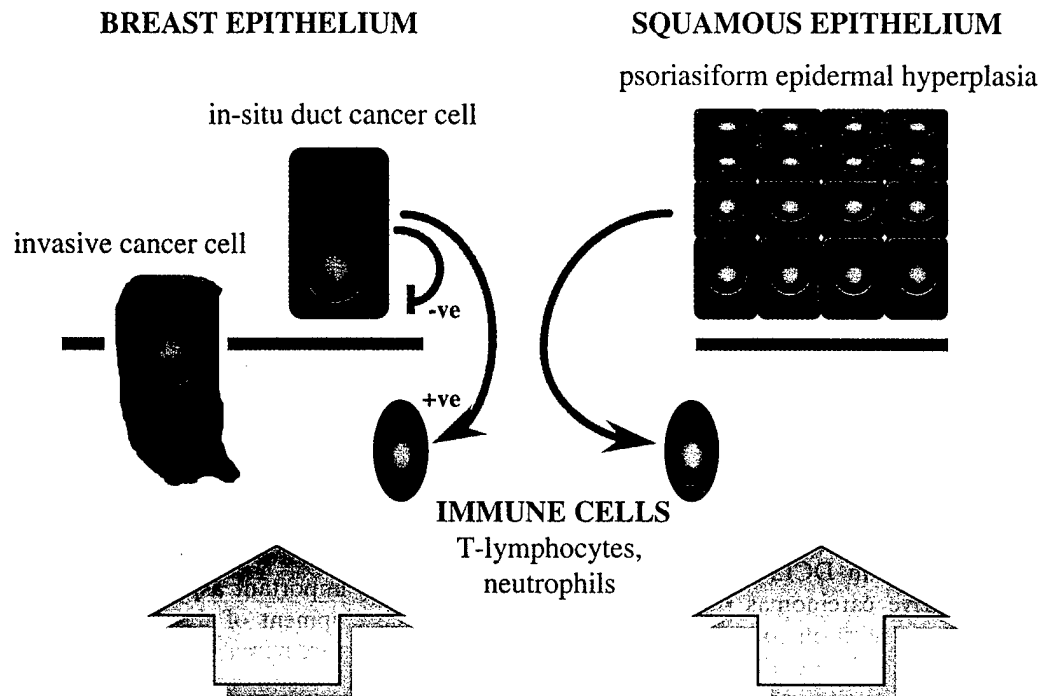 BREAST EPITHELIUM
SQUAMOUS EPITHELIUM
psoriasiform epidermal hyperplasia
in-situ duct cancer cell
invasive cancer cell
-ve
+ve
IMMUNE CELLS
T-lymphocytes,
neutrophils